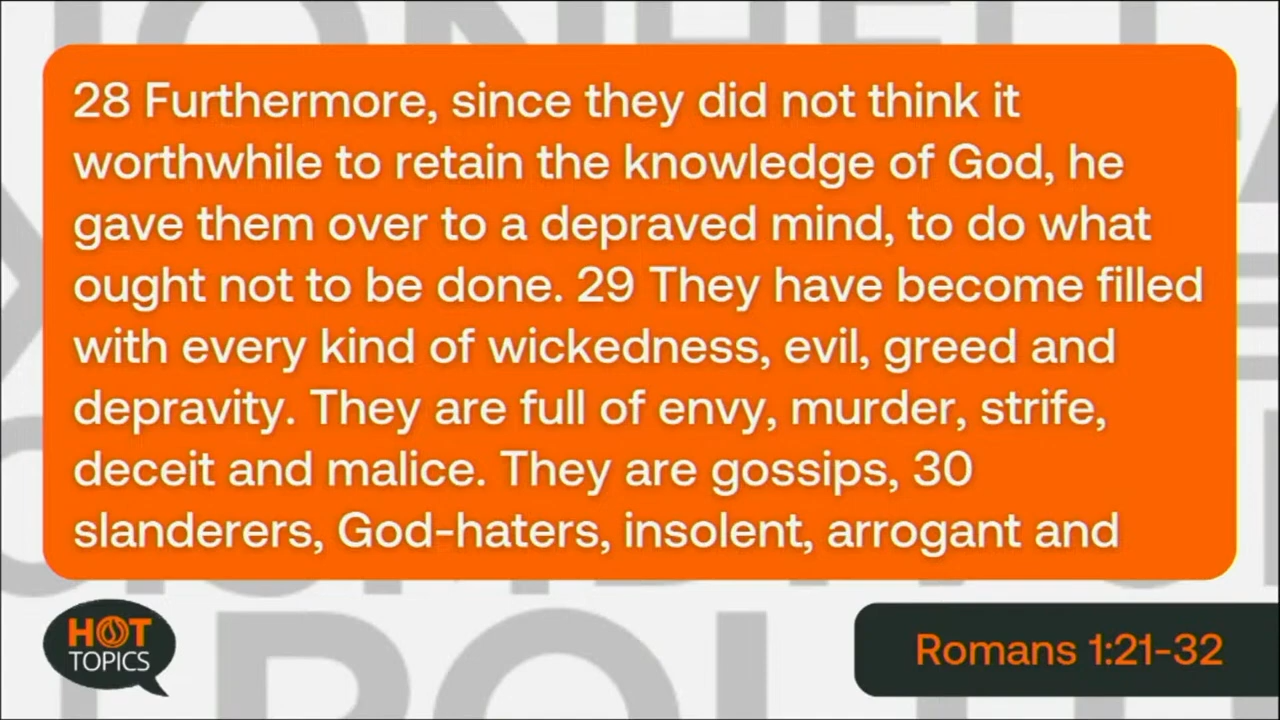 28 Furthermore, since they did not think it
worthwhile to retain the knowledge of God, he
gave them over to a depraved mind, to do what
ought not to be done. 29 They have become filled
with every kind of wickedness, evil, greed and
depravity. They are full of envy, murder, strife,
deceit and malice. They are gossips, 30
slanderers, God-haters, insolent, arrogant and
HOT
TOPICS
Romans 1:21-32